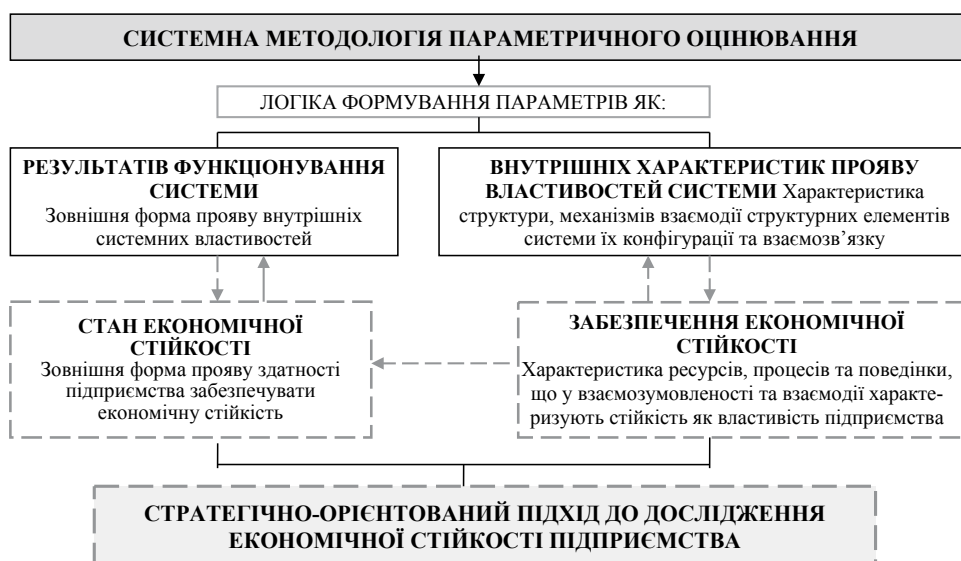 СИСТЕМНА МЕТОДОЛОГІЯ ПАРАМЕТРИЧНОГО ОЦІНЮВАННЯ
ЛОГІКА ФОРМУВАННЯ ПАРАМЕТРІВ ЯК:
РЕЗУЛЬТАТІВ ФУНКЦІОНУВАННЯ
СИСТЕМИ
Зовнішня форма прояву внутрішніх
системних властивостей
ВНУТРІШНІХ ХАРАКТЕРИСТИК ПРОЯВУ
ВЛАСТИВОСТЕЙ СИСТЕМИ Характеристика
структури, механізмів взаємодії структурних елементів
системи їх конфігурації та взаємозв’язку
СТАН ЕКОНОМІЧНОЇ
СТІЙКОСТІ
Зовнішня форма прояву здатності
підприємства забезпечувати
економічну стійкість
ЗАБЕЗПЕЧЕННЯ ЕКОНОМІЧНОЇ
СТІЙКОСТІ
Характеристика ресурсів, процесів та поведінки,
що у взаємозумовленості та взаємодії характе-
ризують стійкість як властивість підприємства
СТРАТЕГІЧНО-ОРІЄНТОВАНИЙ ПІДХІД ДО ДОСЛІДЖЕННЯ
ЕКОНОМІЧНОЇ СТІЙКОСТІ ПІДПРИЄМСТВА